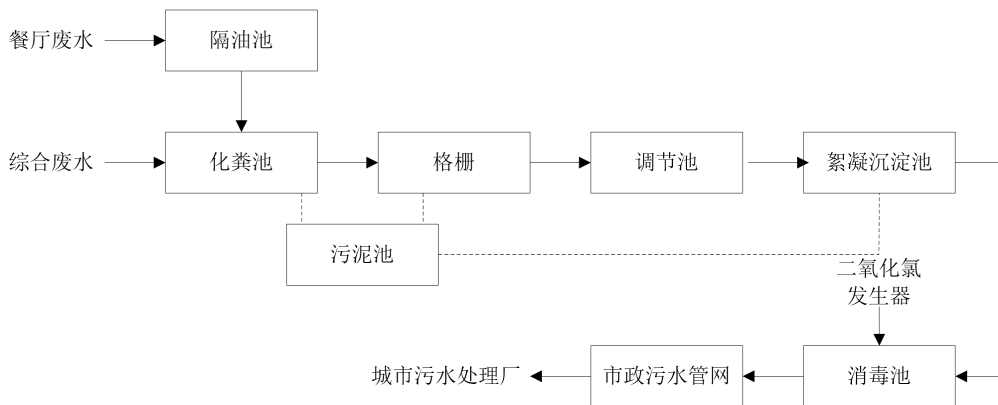 餐厅废水
隔油池
综合废水
化粪池
格栅
调节池
絮凝沉淀池
污泥池
二氧化氯
发生器
城市污水处理厂
市政污水管网
消毒池